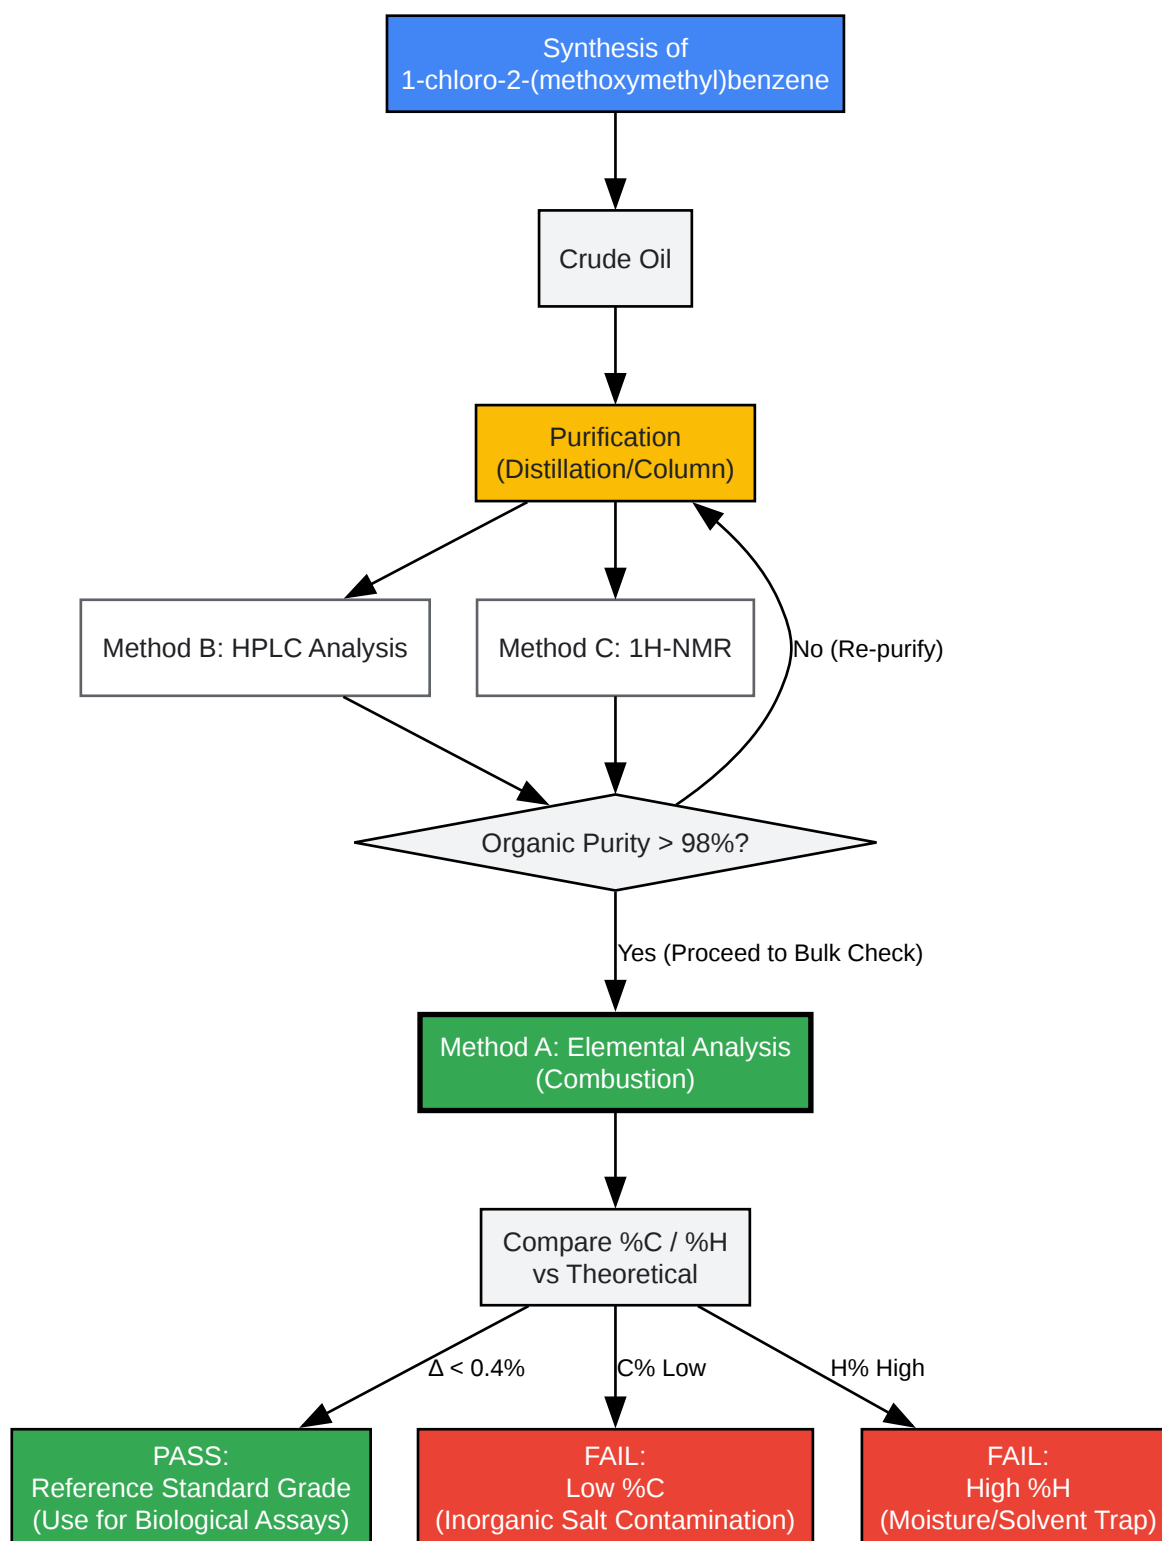 Synthesis of
1-chloro-2-(methoxymethyl)benzene
Crude Oil
Purification
(Distillation/Column)
Method B: HPLC Analysis
Method C: 1H-NMR
No (Re-purify)
Organic Purity > 98%?
Yes (Proceed to Bulk Check)
Method A: Elemental Analysis
(Combustion)
Compare %C / %H
vs Theoretical
Δ < 0.4%
C% Low
H% High
PASS:
Reference Standard Grade
(Use for Biological Assays)
FAIL:
Low %C
(Inorganic Salt Contamination)
FAIL:
High %H
(Moisture/Solvent Trap)